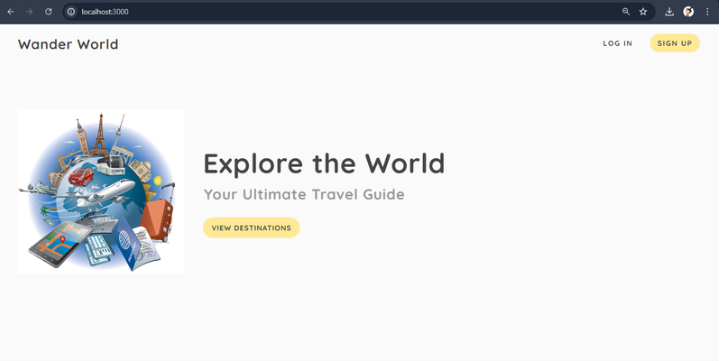 localhost:3000
Wander World
LOG IN
SIGN UP
Explore the World
Your Ultimate Travel Guide
VIEW DESTINATIONS